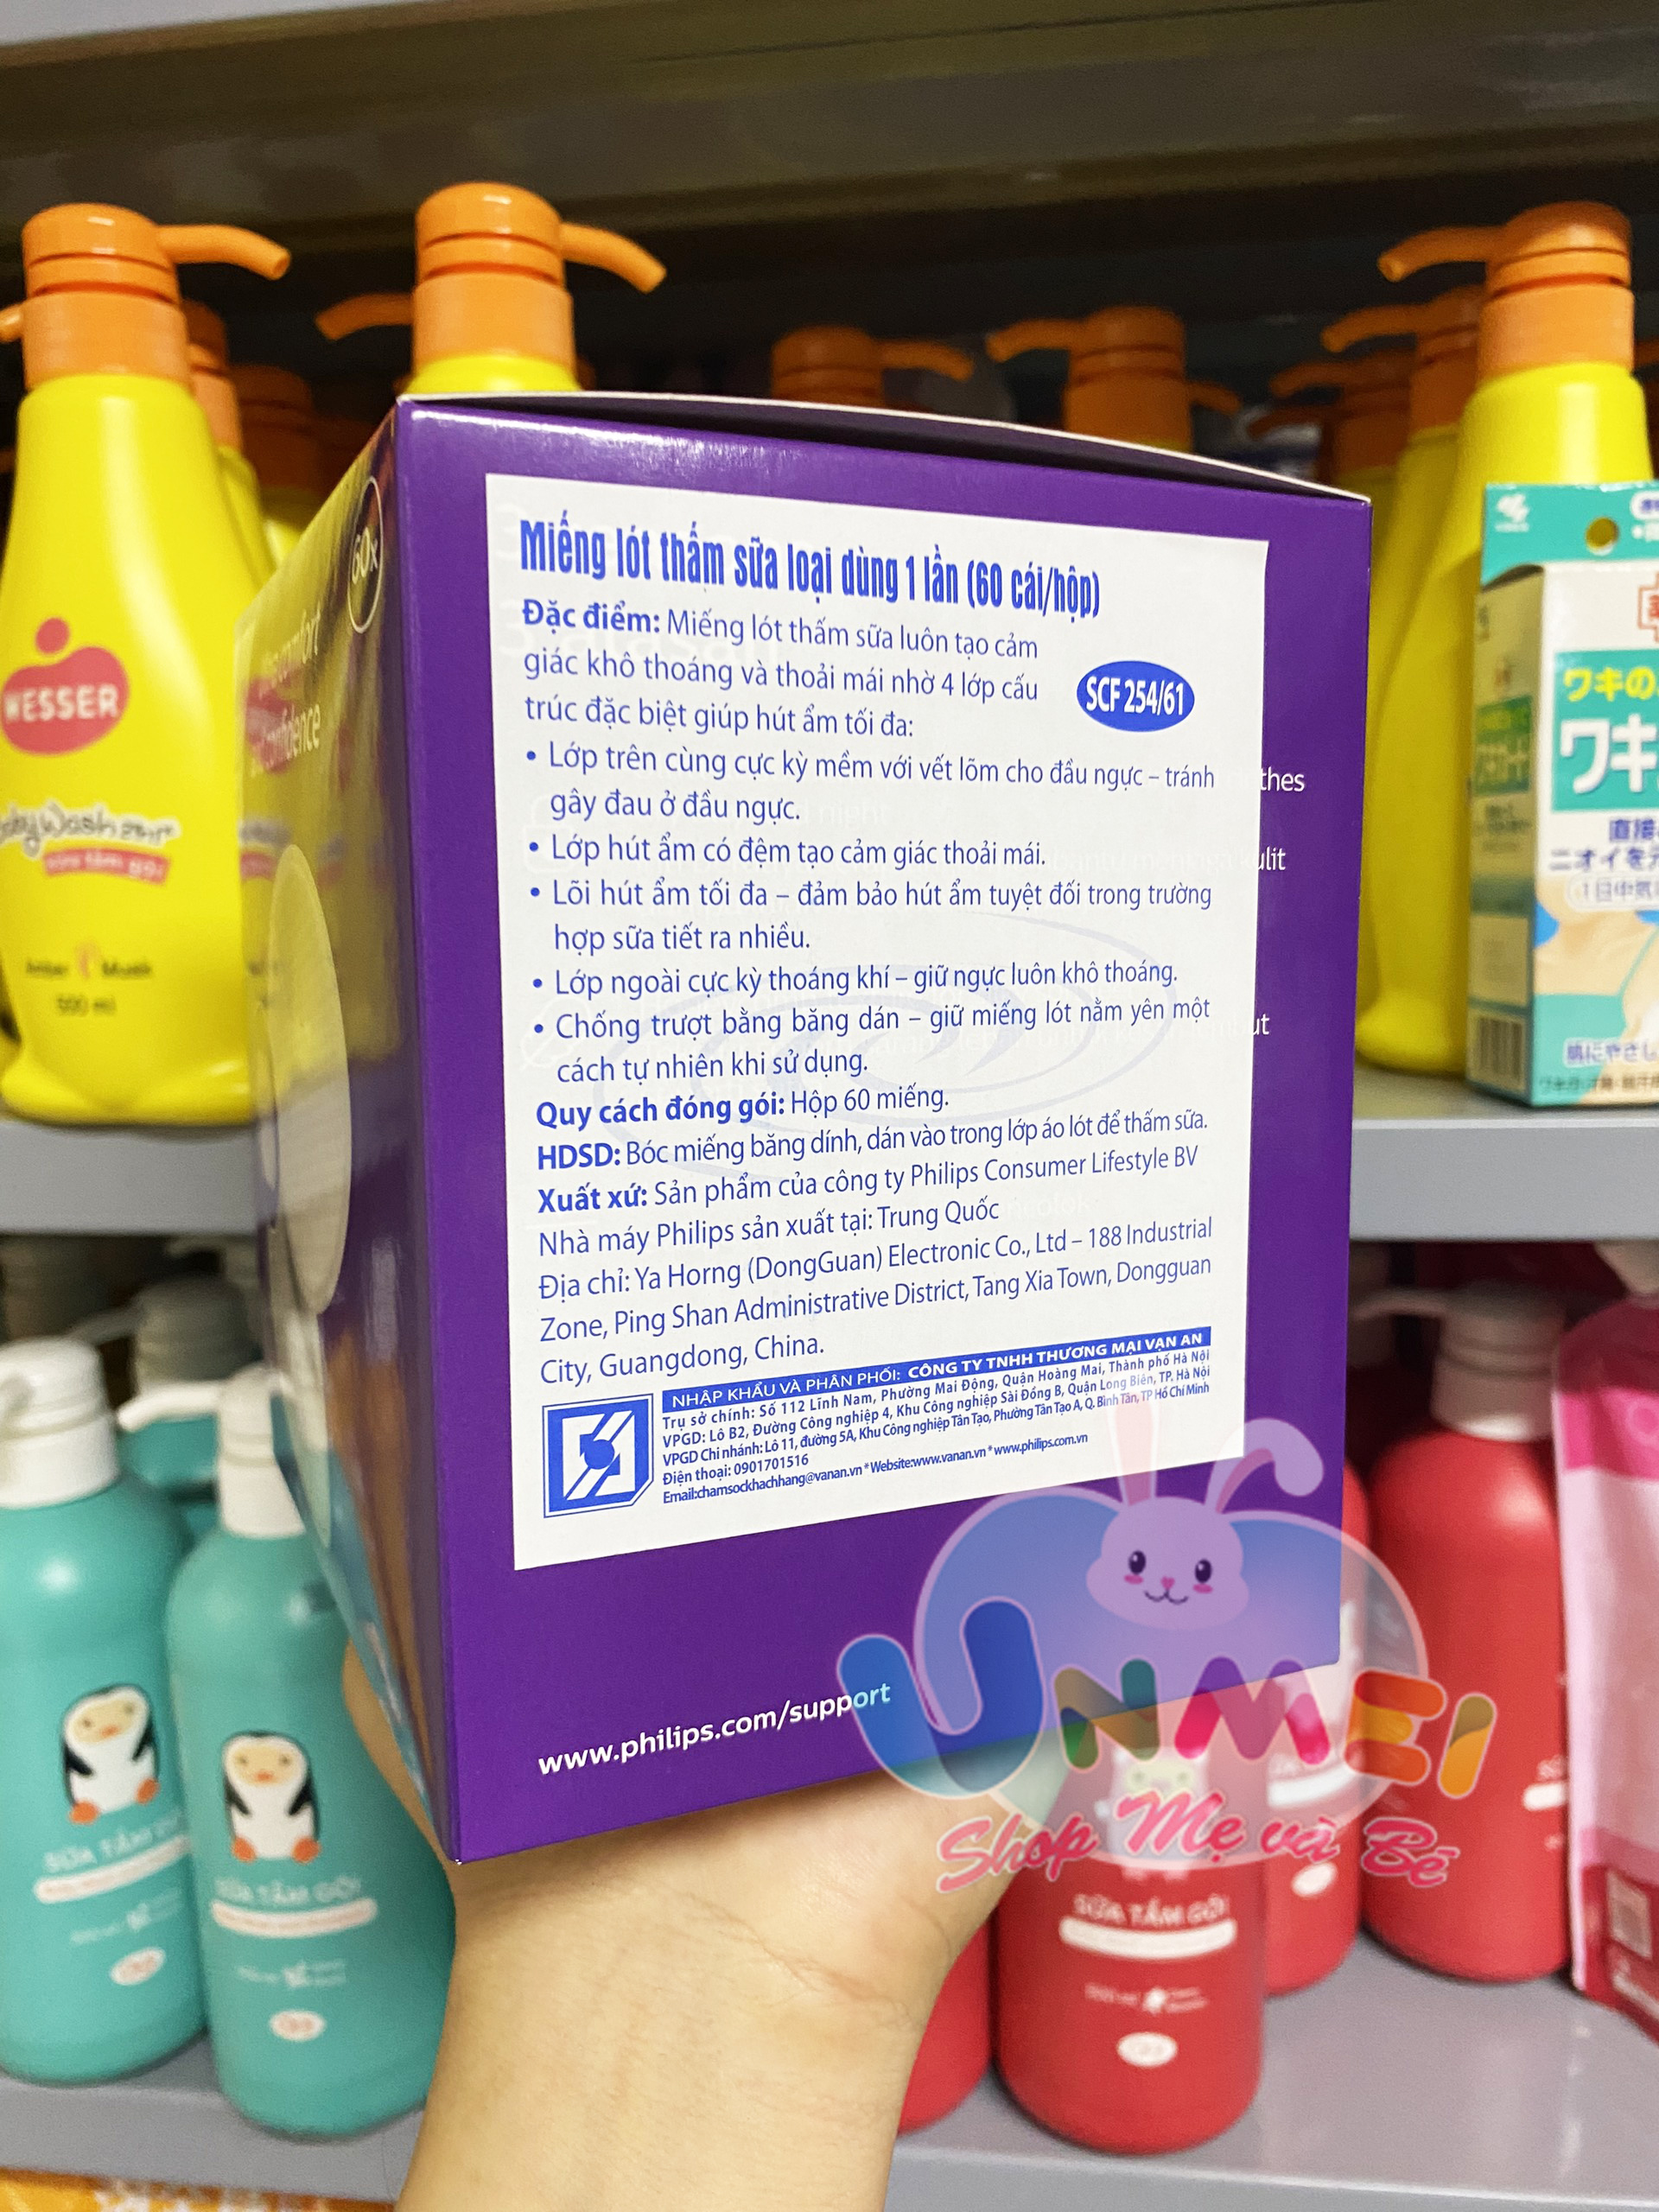 Miếng lót thấm sữa loại dùng 1 lần (60 cái/hộp)
Đặc điểm: Miếng lót thấm sữa luôn tạo cảm
giác khô thoáng và thoải mái nhờ 4 lớp cấu
trúc đặc biệt giúp hút ẩm tối đa:
SCF 254/61
• Lớp trên cùng cực kỳ mềm với vết lõm cho đầu ngực – tránh
gây đau ở đầu ngực.
• Lớp hút ẩm có đệm tạo cảm giác thoải mái.
• Lõi hút ẩm tối đa – đảm bảo hút ẩm tuyệt đối trong trường
hợp sữa tiết ra nhiều.
• Lớp ngoài cực kỳ thoáng khí – giữ ngực luôn khô thoáng.
• Chống trượt bằng băng dán – giữ miếng lót nằm yên một
cách tự nhiên khi sử dụng.
Quy cách đóng gói: Hộp 60 miếng.
HDSD: Bóc miếng băng dính, dán vào trong lớp áo lót để thấm sữa.
Xuất xứ: Sản phẩm của công ty Philips Consumer Lifestyle BV
Nhà máy Philips sản xuất tại: Trung Quốc
Địa chỉ: Ya Horng (DongGuan) Electronic Co., Ltd – 188 Industrial
Zone, Ping Shan Administrative District, Tang Xia Town, Dongguan
City, Guangdong, China.
NHẬP KHẨU VÀ PHÂN PHỐI: CÔNG TY TNHH THƯƠNG MẠI VẠN AN
Trụ sở chính: Số 112 Lĩnh Nam, Phường Mai Động, Quận Hoàng Mai, Thành phố Hà Nội
VPGD: Lô B2, Đường Công nghiệp 4, Khu Công nghiệp Sài Đồng B, Quận Long Biên, TP. Hà Nội
VPGD Chi nhánh: Lô 11, đường 5A, Khu Công nghiệp Tân Tạo, Phường Tân Tạo A, Q. Bình Tân, TP Hồ Chí Minh
Điện thoại: 0901701516
Email:chamsockhachhang@vanan.vn * Website:www.vanan.vn * www.philips.com.vn
www.philips.com/support
60x
WESSER
500 ml
UNMEI
Shop Mẹ và Bé
SỮA TẮM GỘI
SỮA TẮM GỘI
ワキの
ワキ
直接
ニオイを